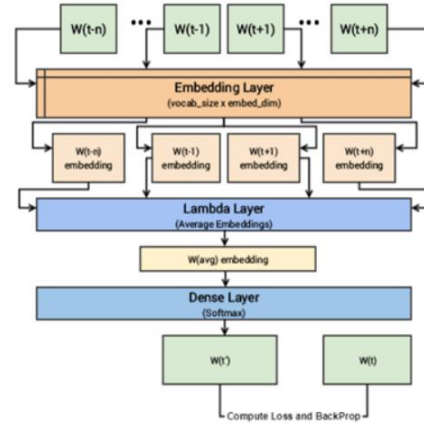 W(t-n) ••• W(t-1) W(t+1) ••• W(t+n)
Embedding Layer
(vocab_size x embed_dim)
W(t-n) embedding
W(t-1) embedding
W(t+1) embedding
W(t+n) embedding
Lambda Layer
(Average Embeddings)
W(avg) embedding
Dense Layer
(Softmax)
W(t') W(t)
Compute Loss and BackProp